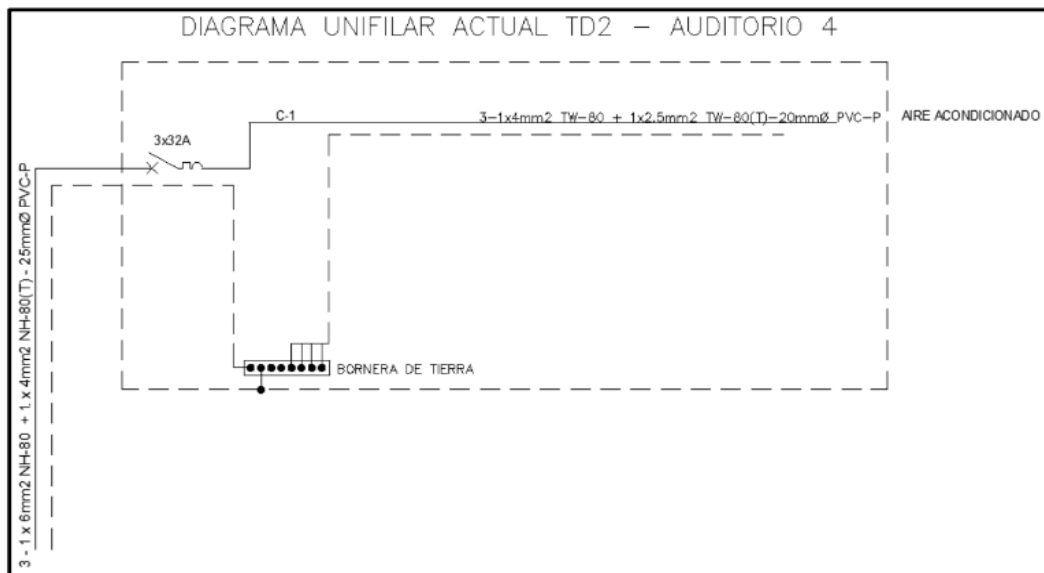 DIAGRAMA UNIFILAR ACTUAL TD2 – AUDITORIO 4
C-1
3-1x4mm2 TW-80 + 1x2.5mm2 TW-80(T)-20mmØ PVC-P
AIRE ACONDICIONADO
3x32A
3 - 1 x 6mm2 NH-80 + 1 x 4mm2 NH-80(T) - 25mmØ PVC-P
BORNERA DE TIERRA